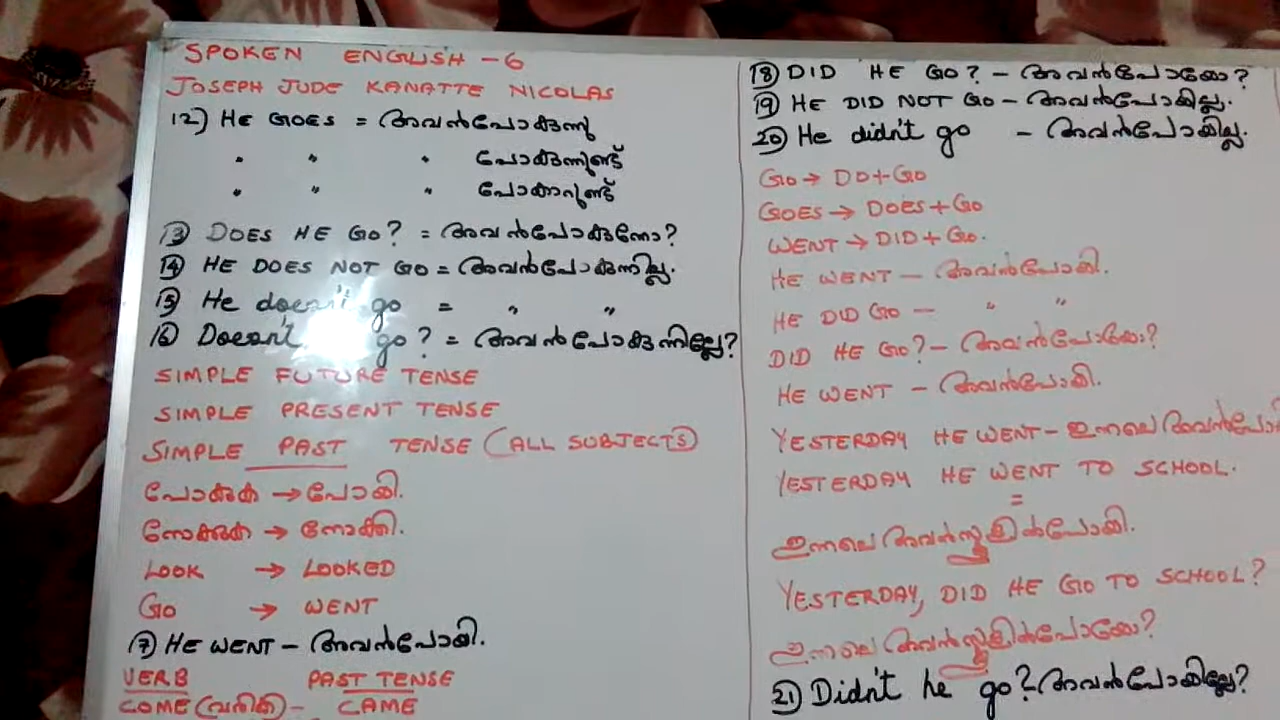 SPOKEN ENGLISH - 6
JOSEPH JUDE KANATTE NICOLAS
12) HE GOES = അവൻപോകുന്നു
" " " പോകുന്നുണ്ട്
" " " പോകാറുണ്ട്
13) DOES HE GO? = അവൻപോകുന്നോ?
14) HE DOES NOT GO = അവൻപോകുന്നില്ല.
15) He doesn't go = " "
16) Doesn't go? = അവൻപോകുന്നില്ലേ?
SIMPLE FUTURE TENSE
SIMPLE PRESENT TENSE
SIMPLE PAST TENSE (ALL SUBJECTS)
പോകുക → പോയി.
നോക്കുക → നോക്കി.
LOOK → LOOKED
GO → WENT
17) HE WENT - അവൻപോയി.
VERB PAST TENSE
COME (വരിക) - CAME
18) DID HE GO? - അവൻപോയോ?
19) HE DID NOT GO - അവൻപോയില്ല.
20) He didn't go - അവൻപോയില്ല.
GO → DO+GO
GOES → DOES+GO
WENT → DID+GO.
HE WENT - അവൻപോയി.
HE DID GO - " "
DID HE GO? - അവൻപോയോ?
HE WENT - അവൻപോയി.
YESTERDAY HE WENT - ഇന്നലെ അവൻപോ
YESTERDAY HE WENT TO SCHOOL.
=
ഇന്നലെ അവൻസ്കൂളിൽപോയി.
YESTERDAY, DID HE GO TO SCHOOL?
ഇന്നലെ അവൻസ്കൂളിൽപോയോ?
21) Didn't he go? - അവൻപോയില്ലേ?